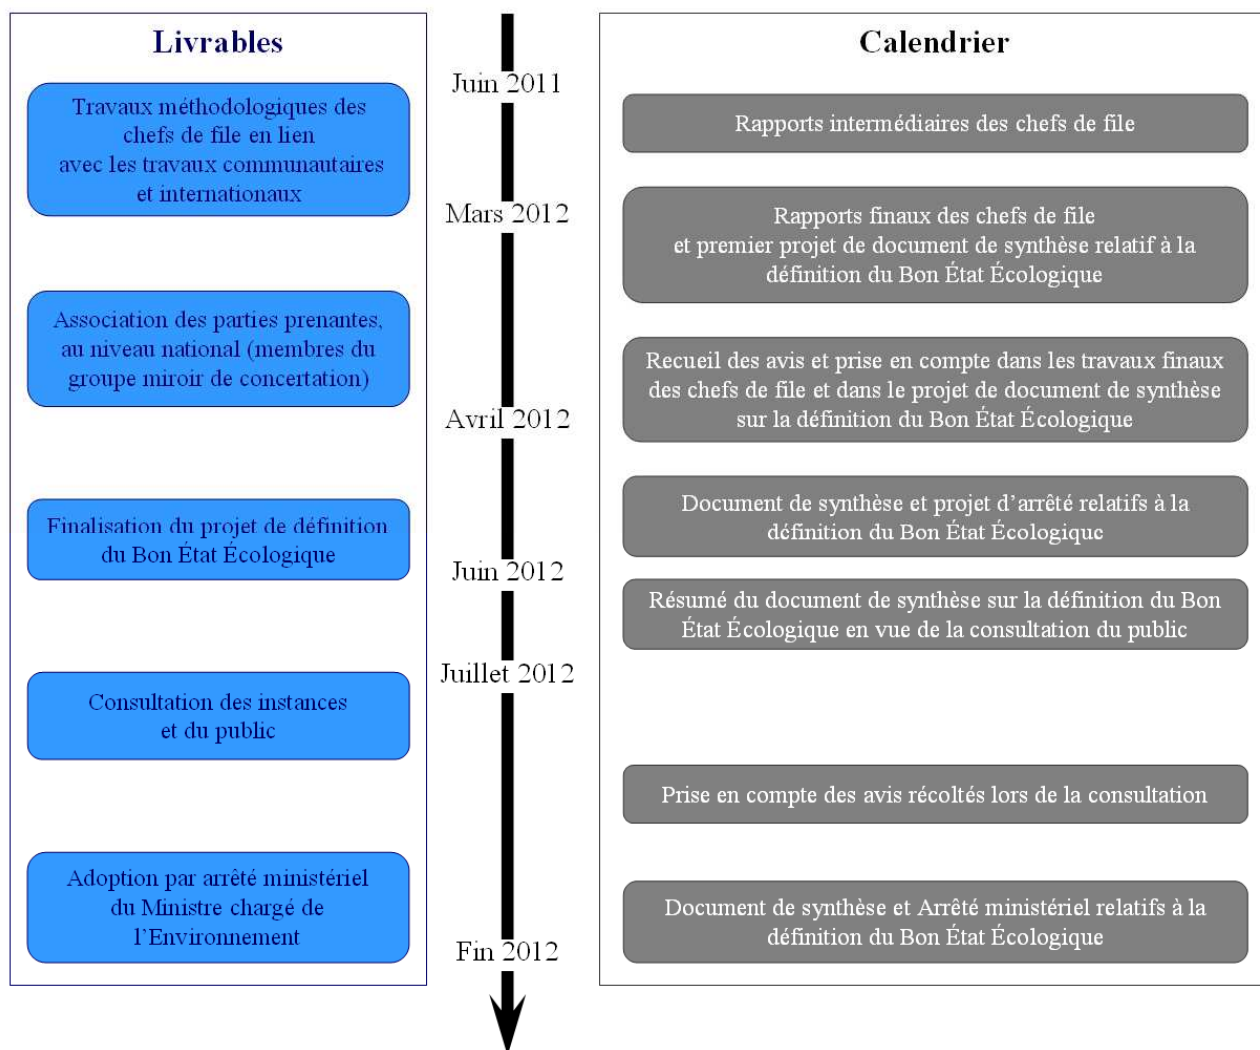 Livrables
Travaux méthodologiques des
chefs de file en lien
avec les travaux communautaires
et internationaux
Association des parties prenantes,
au niveau national (membres du
groupe miroir de concertation)
Finalisation du projet de définition
du Bon État Écologique
Consultation des instances
et du public
Adoption par arrêté ministériel
du Ministre chargé de
l’Environnement
Juin 2011
Mars 2012
Avril 2012
Juin 2012
Juillet 2012
Fin 2012
Calendrier
Rapports intermédiaires des chefs de file
Rapports finaux des chefs de file
et premier projet de document de synthèse relatif à la
définition du Bon État Écologique
Recueil des avis et prise en compte dans les travaux finaux
des chefs de file et dans le projet de document de synthèse
sur la définition du Bon État Écologique
Document de synthèse et projet d’arrêté relatifs à la
définition du Bon État Écologique
Résumé du document de synthèse sur la définition du Bon
État Écologique en vue de la consultation du public
Prise en compte des avis récoltés lors de la consultation
Document de synthèse et Arrêté ministériel relatifs à la
définition du Bon État Écologique